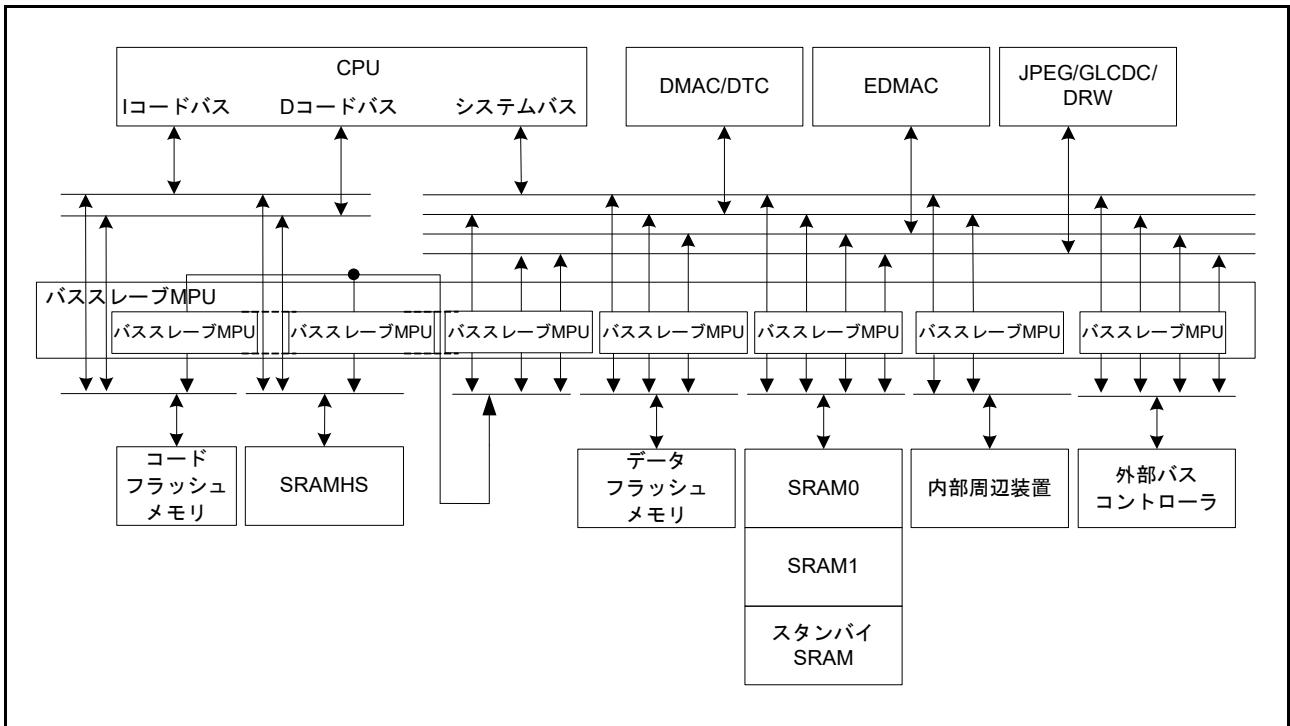 CPU
Iコードバス
Dコードバス
システムバス
DMAC/DTC
EDMAC
JPEG/GLCDC/
DRW
バススレーブMPU
バススレーブMPU
バススレーブMPU
バススレーブMPU
バススレーブMPU
バススレーブMPU
バススレーブMPU
バススレーブMPU
コード
フラッシュ
メモリ
SRAMHS
データ
フラッシュ
メモリ
SRAM0
SRAM1
スタンバイ
SRAM
内部周辺装置
外部バス
コントローラ